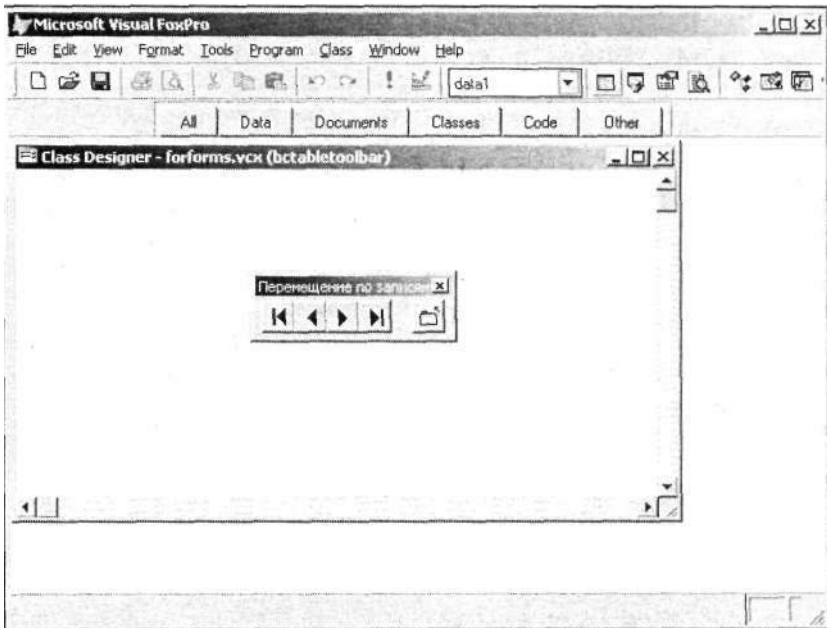 Microsoft Visual FoxPro
File Edit View Format Tools Program Class Window Help
data1
All Data Documents Classes Code Other
Class Designer - forforms.vcx (bctabletoolbar)
Перемещение по записям